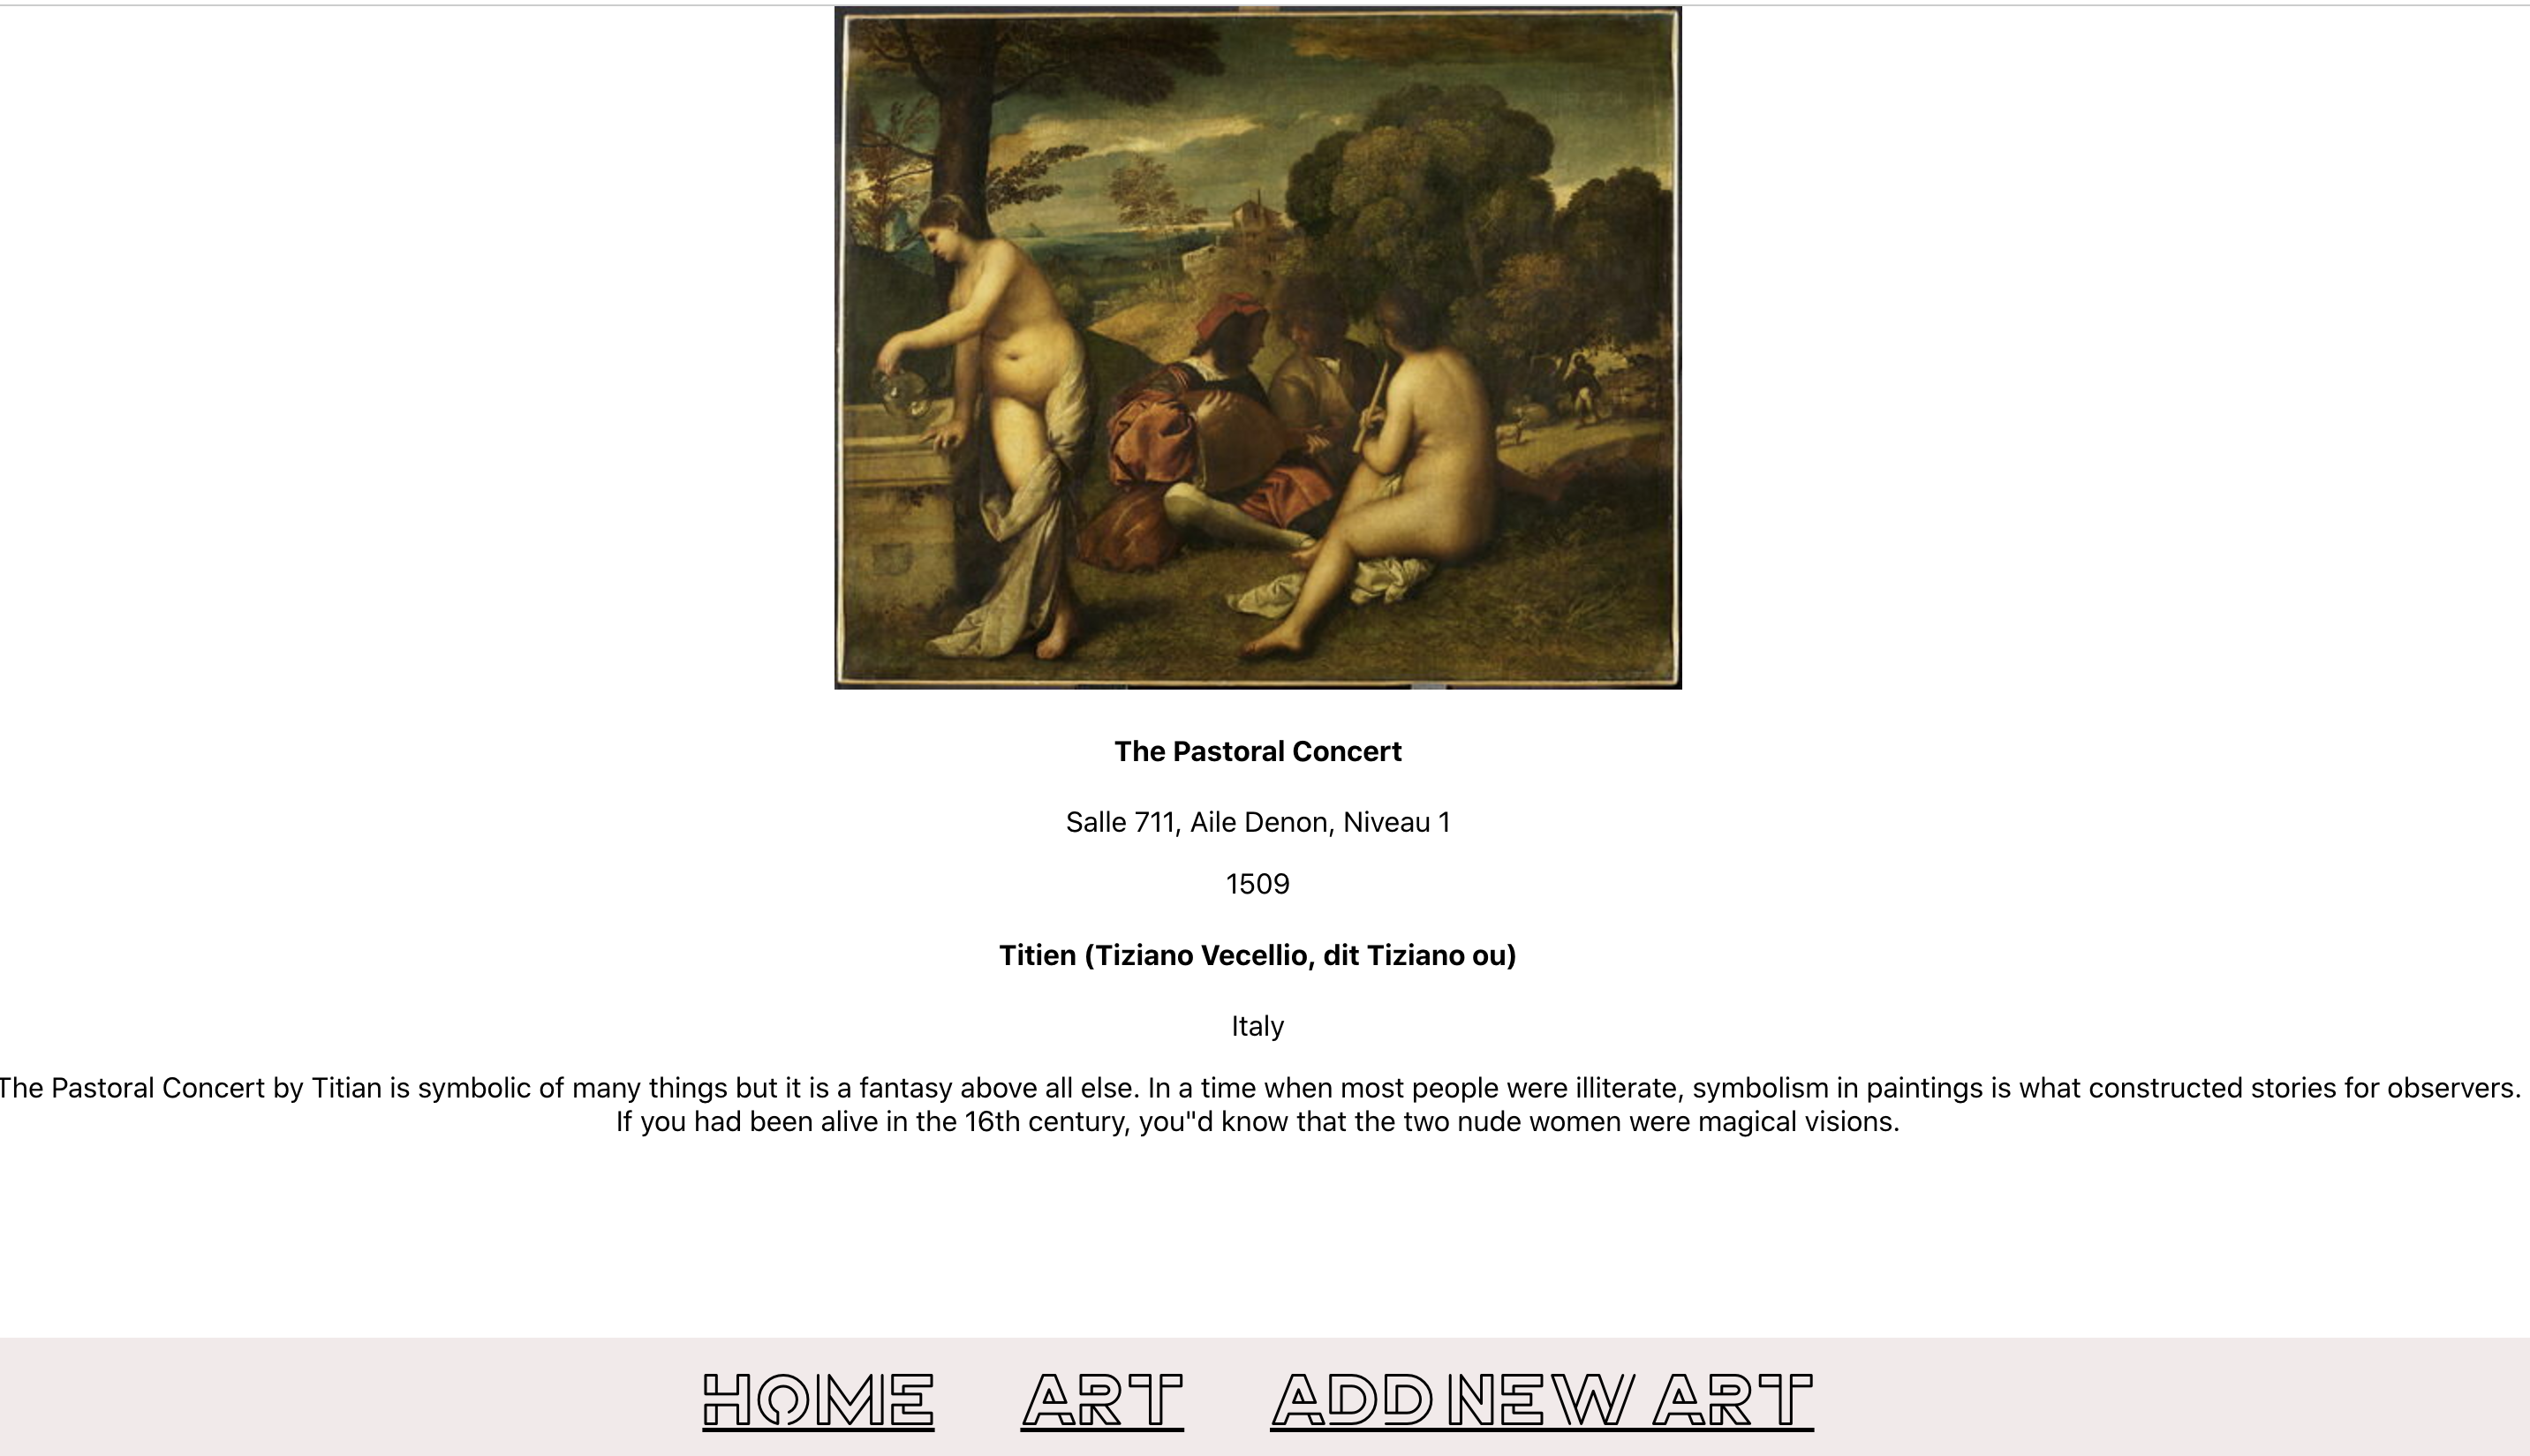 The Pastoral Concert
Salle 711, Aile Denon, Niveau 1
1509
Titien (Tiziano Vecellio, dit Tiziano ou)
Italy
The Pastoral Concert by Titian is symbolic of many things but it is a fantasy above all else. In a time when most people were illiterate, symbolism in paintings is what constructed stories for observers.
If you had been alive in the 16th century, you"d know that the two nude women were magical visions.
HOME ART ADD NEW ART